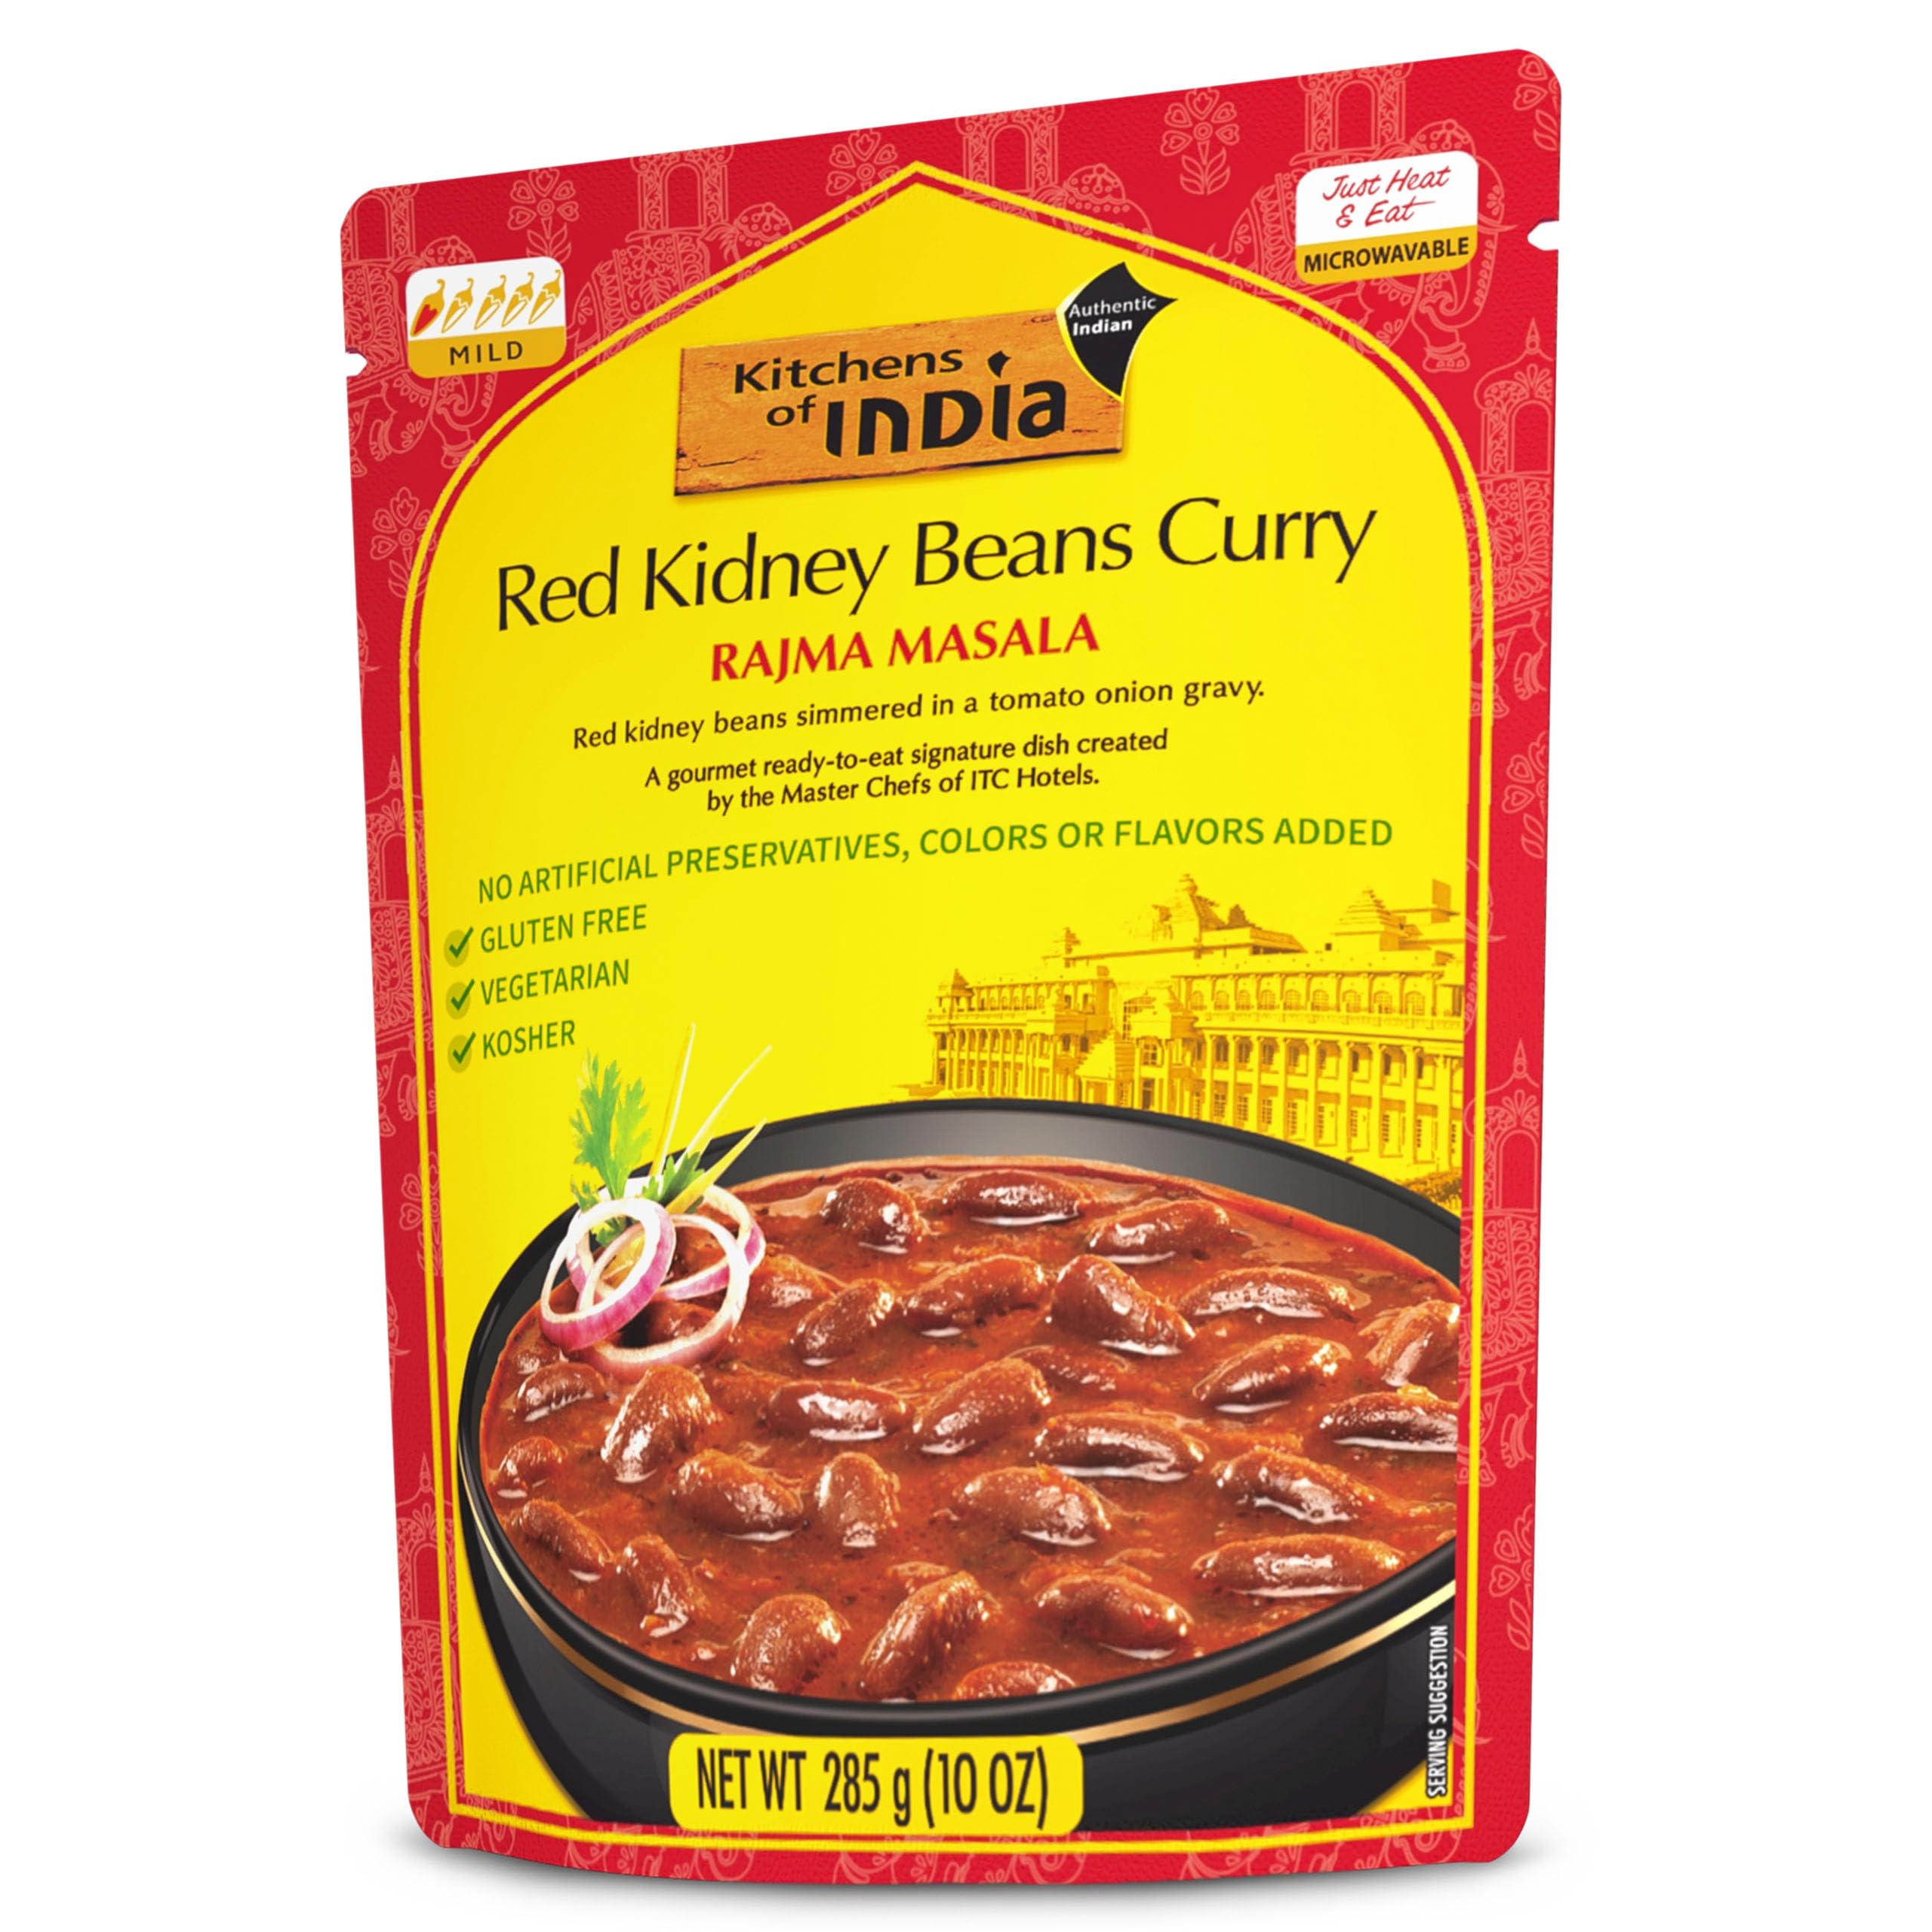 Just Heat
& Eat
MICROWAVABLE
MILD
Authentic
Indian
Kitchens
of INDIA
Red Kidney Beans Curry
RAJMA MASALA
Red kidney beans simmered in a tomato onion gravy.
A gourmet ready-to-eat signature dish created
by the Master Chefs of ITC Hotels.
NO ARTIFICIAL PRESERVATIVES, COLORS OR FLAVORS ADDED
GLUTEN FREE
VEGETARIAN
KOSHER
SERVING SUGGESTION
NET WT 285 g (10 OZ)